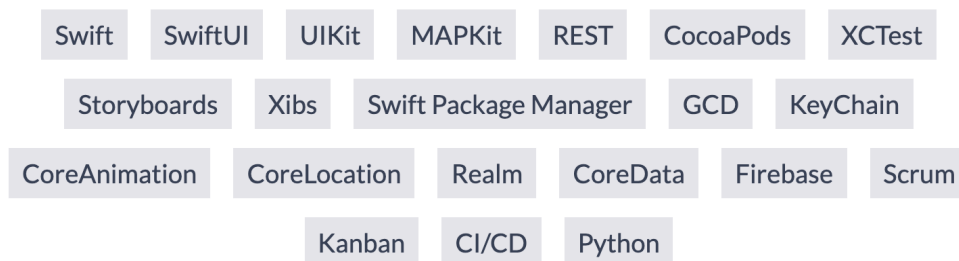 Swift SwiftUI UIKit MAPKit REST CocoaPods XCTest
Storyboards Xibs Swift Package Manager GCD KeyChain
CoreAnimation CoreLocation Realm CoreData Firebase Scrum
Kanban CI/CD Python